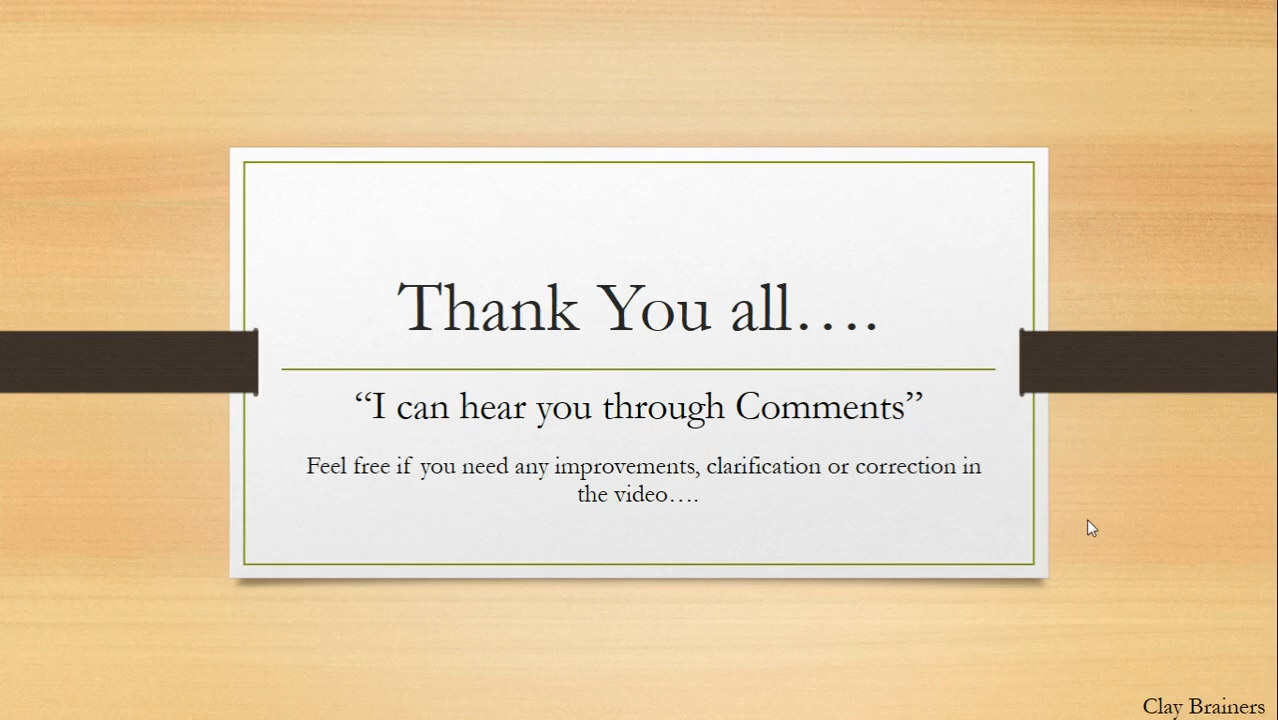 Thank You all….
“I can hear you through Comments”
Feel free if you need any improvements, clarification or correction in
the video….
Clay Brainers